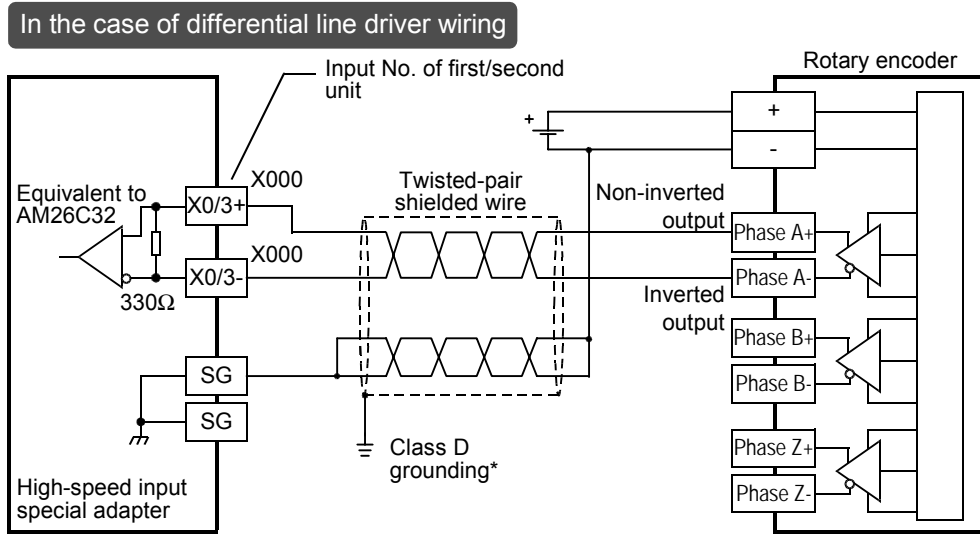 In the case of differential line driver wiring
Input No. of first/second
unit
Rotary encoder
+
+
-
Equivalent to
AM26C32
X0/3+
X000
X0/3-
X000
330Ω
Twisted-pair
shielded wire
Non-inverted
output
Inverted
output
Phase A+
Phase A-
Phase B+
Phase B-
Phase Z+
Phase Z-
SG
SG
Class D
grounding*
High-speed input
special adapter